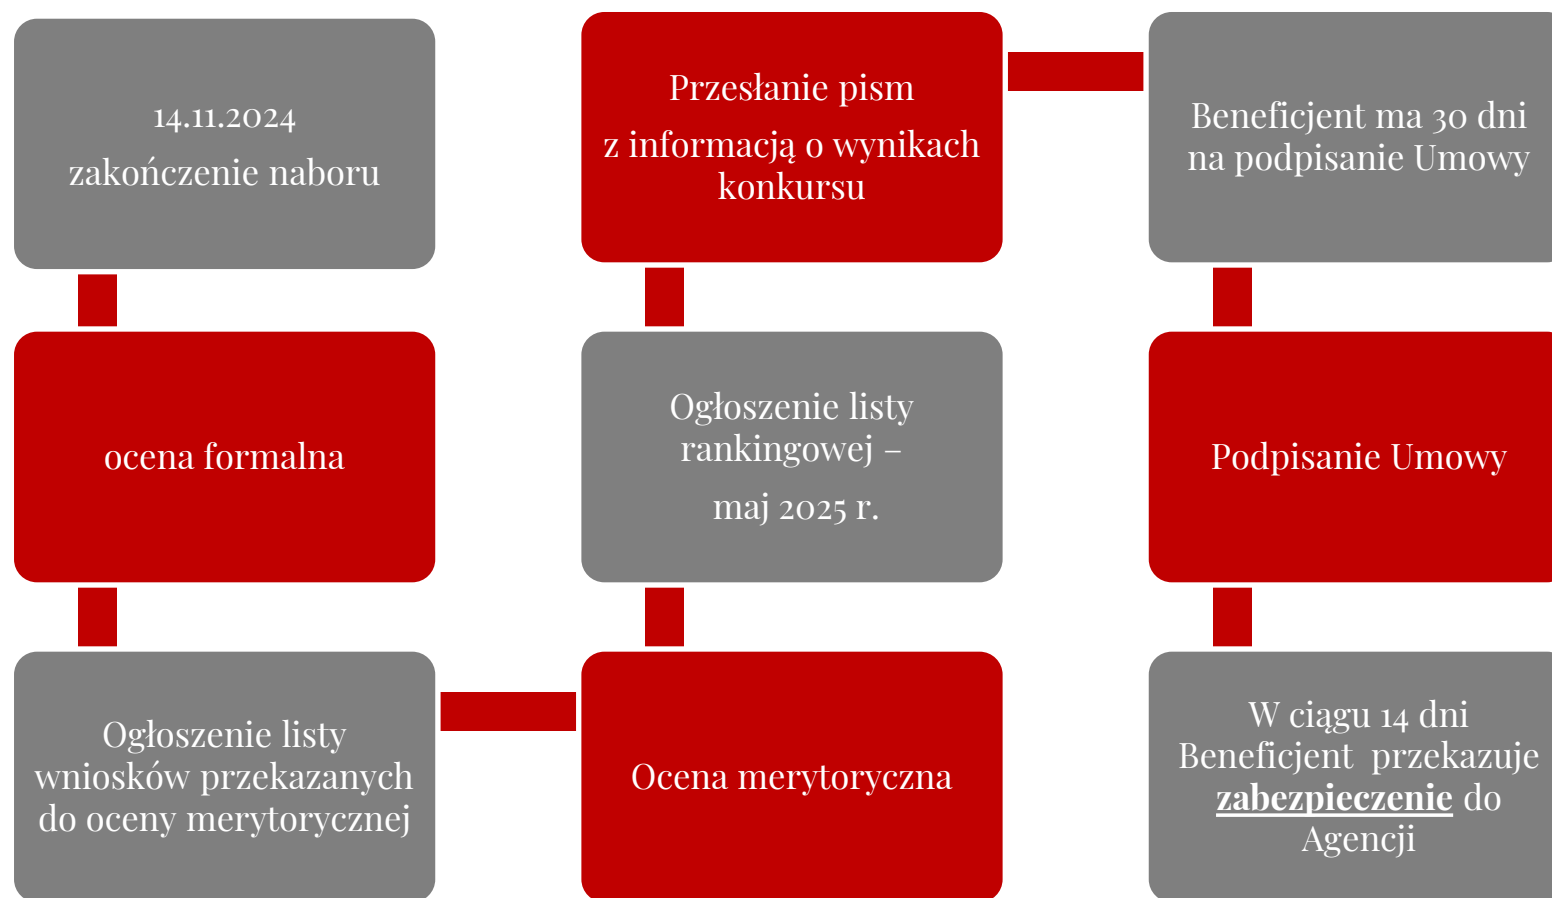 14.11.2024
zakończenie naboru
ocena formalna
Ogłoszenie listy
wniosków przekazanych
do oceny merytorycznej
Ocena merytoryczna
Ogłoszenie listy
rankingowej –
maj 2025 r.
Przesłanie pism
z informacją o wynikach
konkursu
Beneficjent ma 30 dni
na podpisanie Umowy
Podpisanie Umowy
W ciągu 14 dni
Beneficjent przekazuje
zabezpieczenie do
Agencji